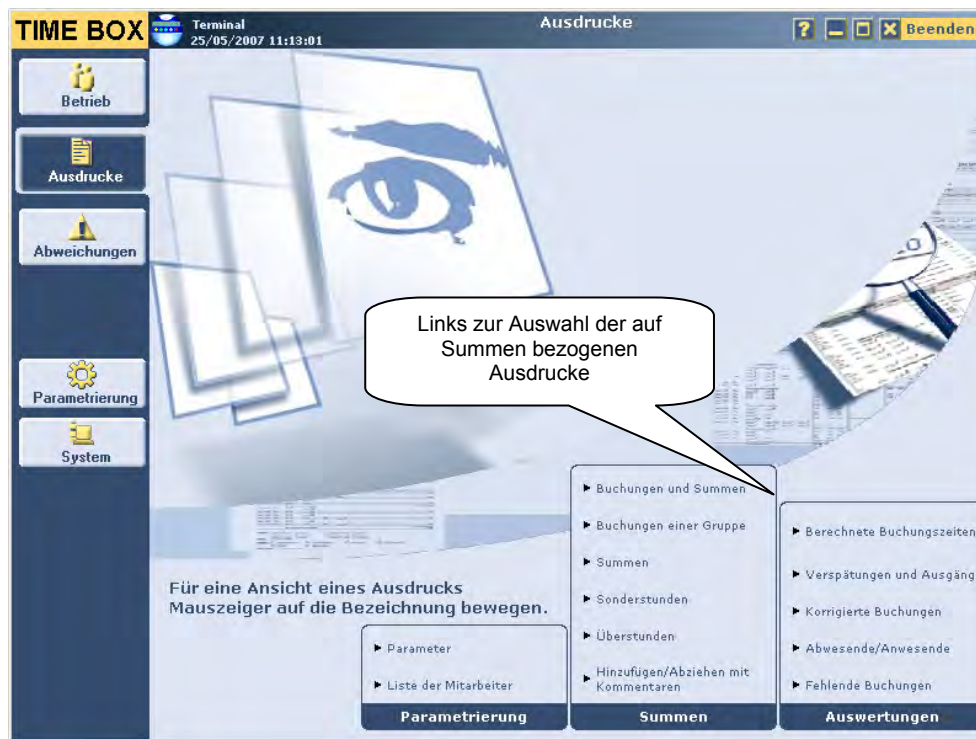 TIME BOX
Terminal
25/05/2007 11:13:01
Ausdrucke
?
Beenden
Betrieb
Ausdrucke
Abweichungen
Parametrierung
System
Links zur Auswahl der auf
Summen bezogenen
Ausdrucke
Für eine Ansicht eines Ausdrucks
Mauszeiger auf die Bezeichnung bewegen.
Parameter
Liste der Mitarbeiter
Parametrierung
Buchungen und Summen
Buchungen einer Gruppe
Summen
Sonderstunden
Überstunden
Hinzufügen/Abziehen mit
Kommentaren
Summen
Berechnete Buchungszeiten
Verspätungen und Ausgäng
Korrigierte Buchungen
Abwesende/Anwesende
Fehlende Buchungen
Auswertungen